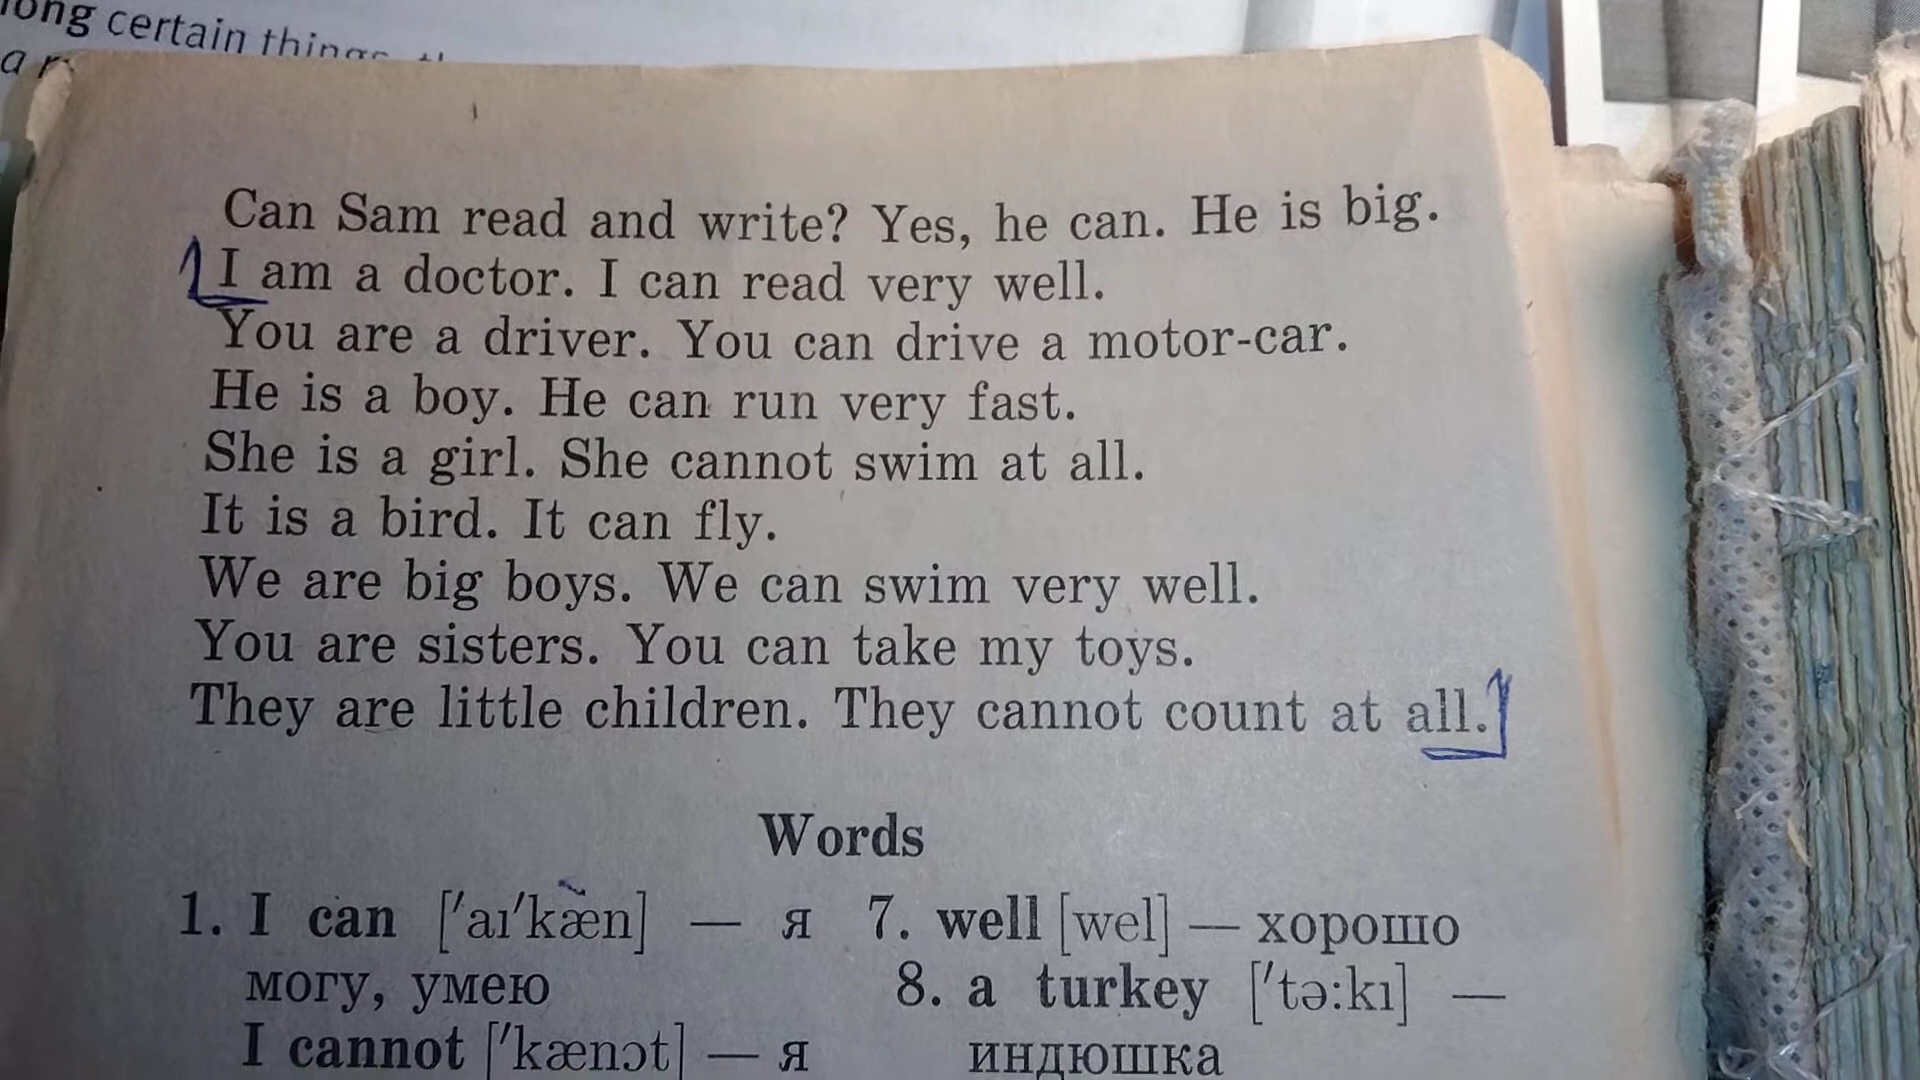 long certain things
a
Can Sam read and write? Yes, he can. He is big.
I am a doctor. I can read very well.
You are a driver. You can drive a motor-car.
He is a boy. He can run very fast.
She is a girl. She cannot swim at all.
It is a bird. It can fly.
We are big boys. We can swim very well.
You are sisters. You can take my toys.
They are little children. They cannot count at all.
Words
1. I can [ˈaɪˈkæn] — я
могу, умею
I cannot [ˈkænɔt] — я
7. well [wel] — хорошо
8. a turkey [ˈtə:kɪ] —
индюшка